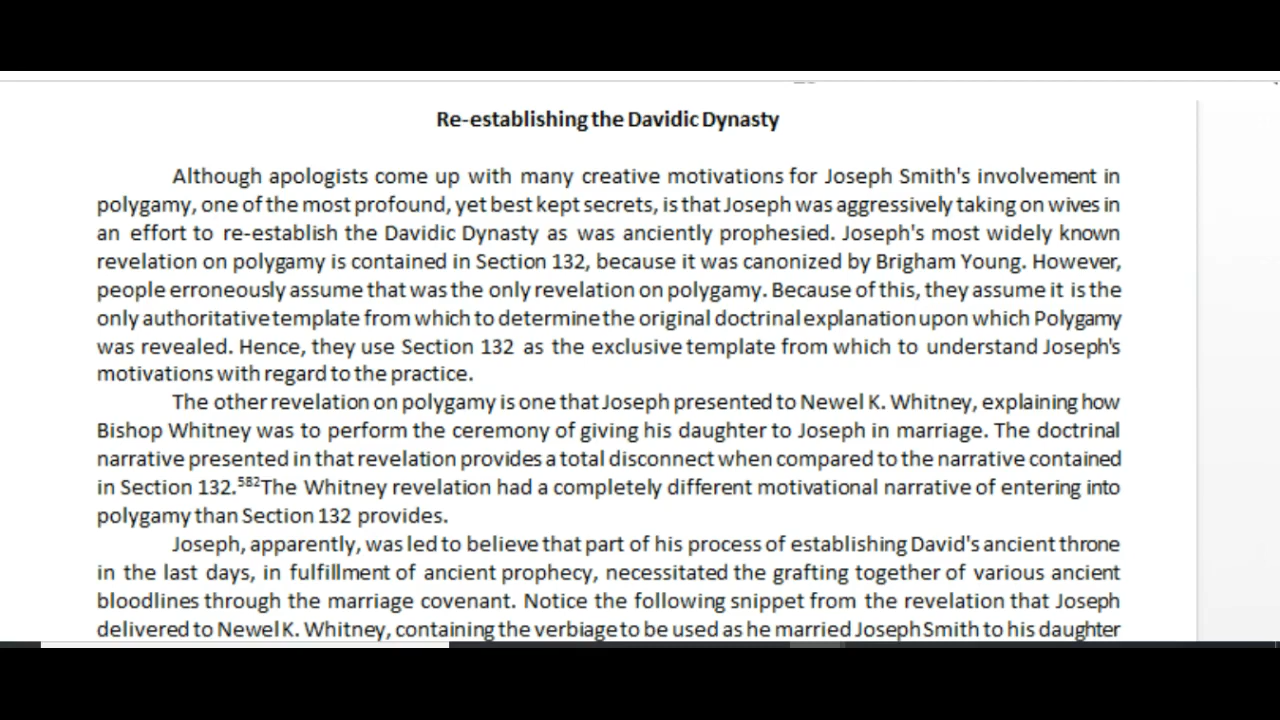 Re-establishing the Davidic Dynasty
Although apologists come up with many creative motivations for Joseph Smith's involvement in
polygamy, one of the most profound, yet best kept secrets, is that Joseph was aggressively taking on wives in
an effort to re-establish the Davidic Dynasty as was anciently prophesied. Joseph's most widely known
revelation on polygamy is contained in Section 132, because it was canonized by Brigham Young. However,
people erroneously assume that was the only revelation on polygamy. Because of this, they assume it is the
only authoritative template from which to determine the original doctrinal explanation upon which Polygamy
was revealed. Hence, they use Section 132 as the exclusive template from which to understand Joseph's
motivations with regard to the practice.
The other revelation on polygamy is one that Joseph presented to Newel K. Whitney, explaining how
Bishop Whitney was to perform the ceremony of giving his daughter to Joseph in marriage. The doctrinal
narrative presented in that revelation provides a total disconnect when compared to the narrative contained
in Section 132.582The Whitney revelation had a completely different motivational narrative of entering into
polygamy than Section 132 provides.
Joseph, apparently, was led to believe that part of his process of establishing David's ancient throne
in the last days, in fulfillment of ancient prophecy, necessitated the grafting together of various ancient
bloodlines through the marriage covenant. Notice the following snippet from the revelation that Joseph
delivered to Newel K. Whitney, containing the verbiage to be used as he married Joseph Smith to his daughter